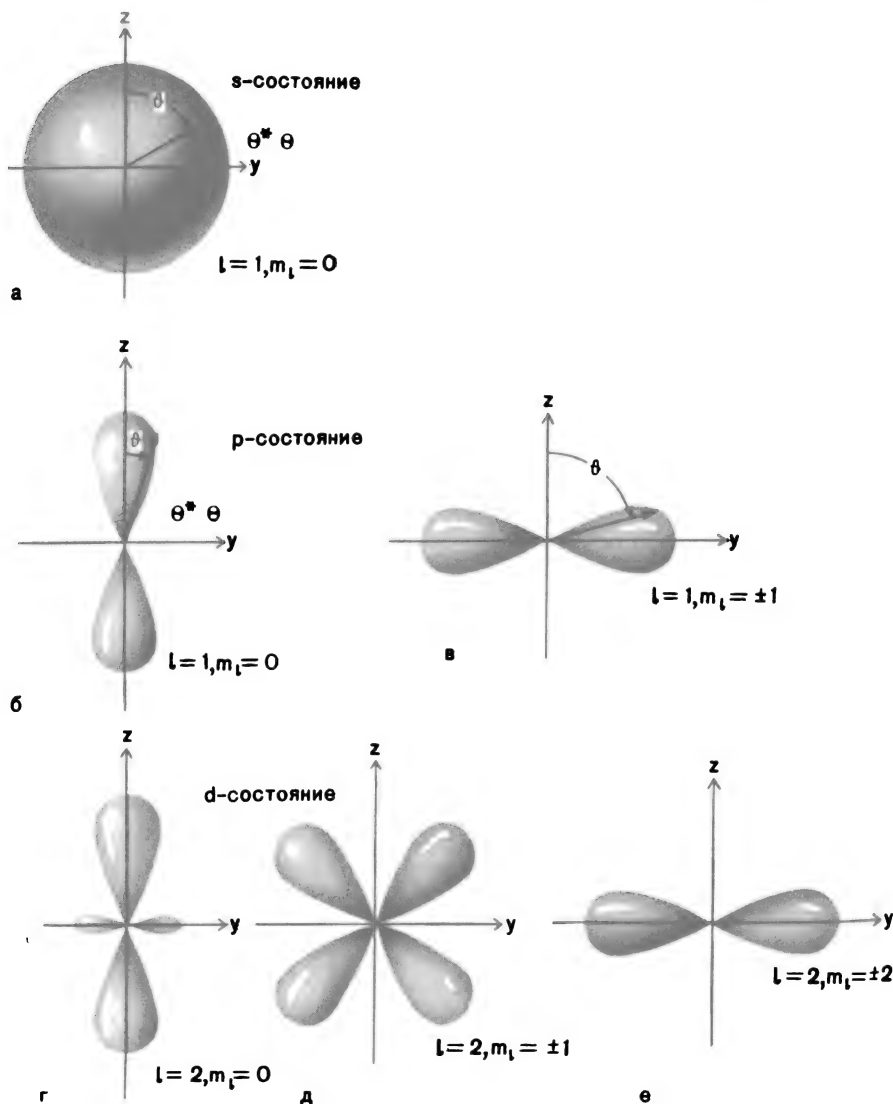 z
s-состояние
ϑ
Θ* Θ
y
l = 1, mₗ = 0
а
z
p-состояние
ϑ
Θ* Θ
y
l = 1, mₗ = 0
б
z
ϑ
y
l = 1, mₗ = ±1
в
z
d-состояние
y
l = 2, mₗ = 0
г
z
y
l = 2, mₗ = ±1
д
z
y
l = 2, mₗ = ±2
е